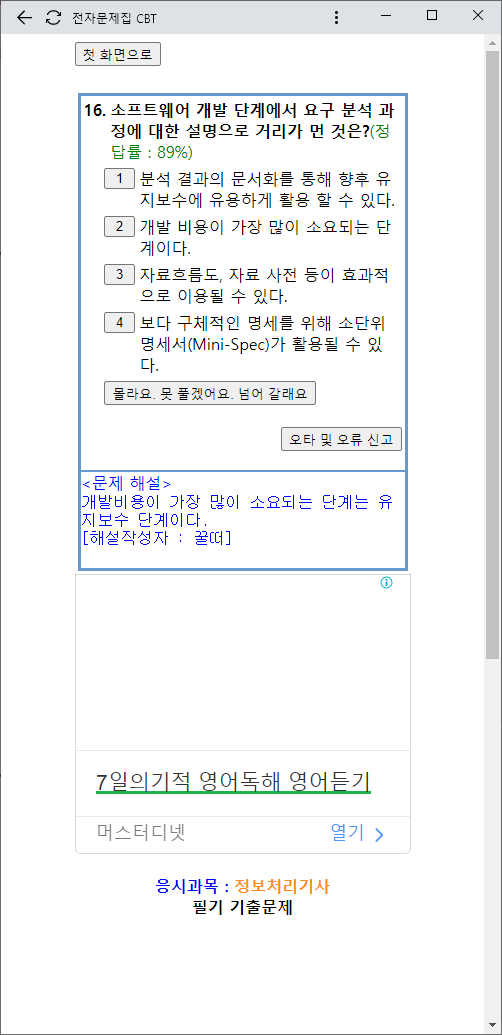 전자문제집 CBT
첫 화면으로
16. 소프트웨어 개발 단계에서 요구 분석 과
정에 대한 설명으로 거리가 먼 것은?(정
답률 : 89%)
1 분석 결과의 문서화를 통해 향후 유
지보수에 유용하게 활용 할 수 있다.
2 개발 비용이 가장 많이 소요되는 단
계이다.
3 자료흐름도, 자료 사전 등이 효과적
으로 이용될 수 있다.
4 보다 구체적인 명세를 위해 소단위
명세서(Mini-Spec)가 활용될 수 있
다.
몰라요. 못 풀겠어요. 넘어 갈래요
오타 및 오류 신고
<문제 해설>
개발비용이 가장 많이 소요되는 단계는 유
지보수 단계이다.
[해설작성자 : 꿀떠]
7일의기적 영어독해 영어듣기
머스터디넷 열기
응시과목 : 정보처리기사
필기 기출문제